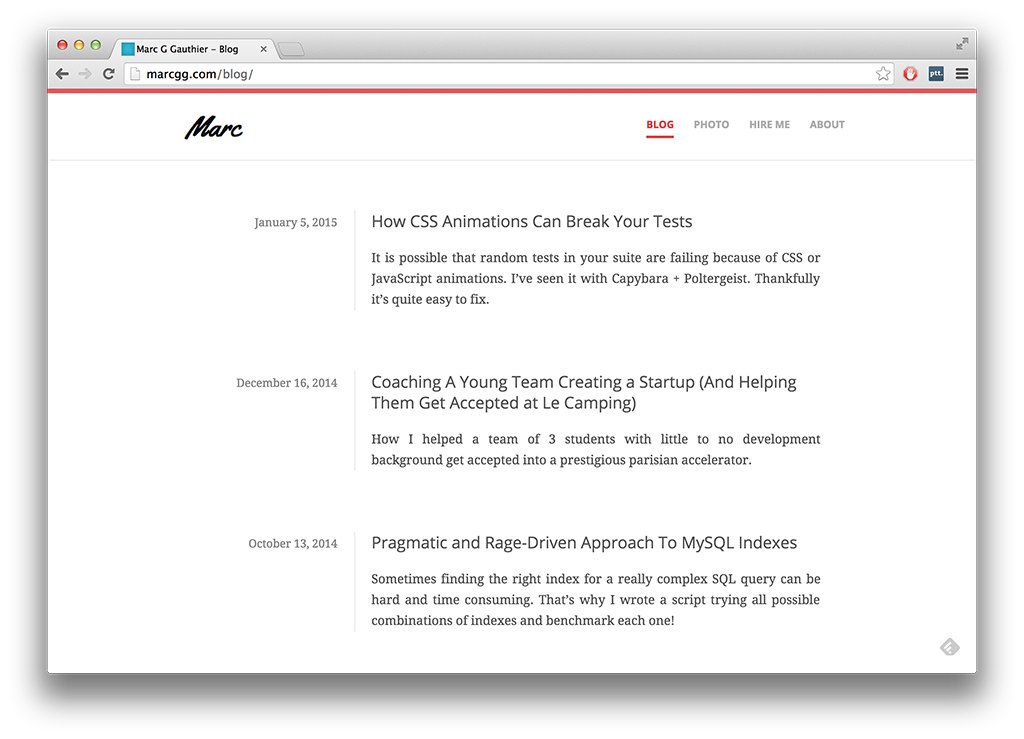 Marc G Gauthier – Blog
marcgg.com/blog/
ptt.
Marc
BLOG PHOTO HIRE ME ABOUT
January 5, 2015
How CSS Animations Can Break Your Tests
It is possible that random tests in your suite are failing because of CSS or
JavaScript animations. I’ve seen it with Capybara + Poltergeist. Thankfully
it’s quite easy to fix.
December 16, 2014
Coaching A Young Team Creating a Startup (And Helping
Them Get Accepted at Le Camping)
How I helped a team of 3 students with little to no development
background get accepted into a prestigious parisian accelerator.
October 13, 2014
Pragmatic and Rage-Driven Approach To MySQL Indexes
Sometimes finding the right index for a really complex SQL query can be
hard and time consuming. That’s why I wrote a script trying all possible
combinations of indexes and benchmark each one!